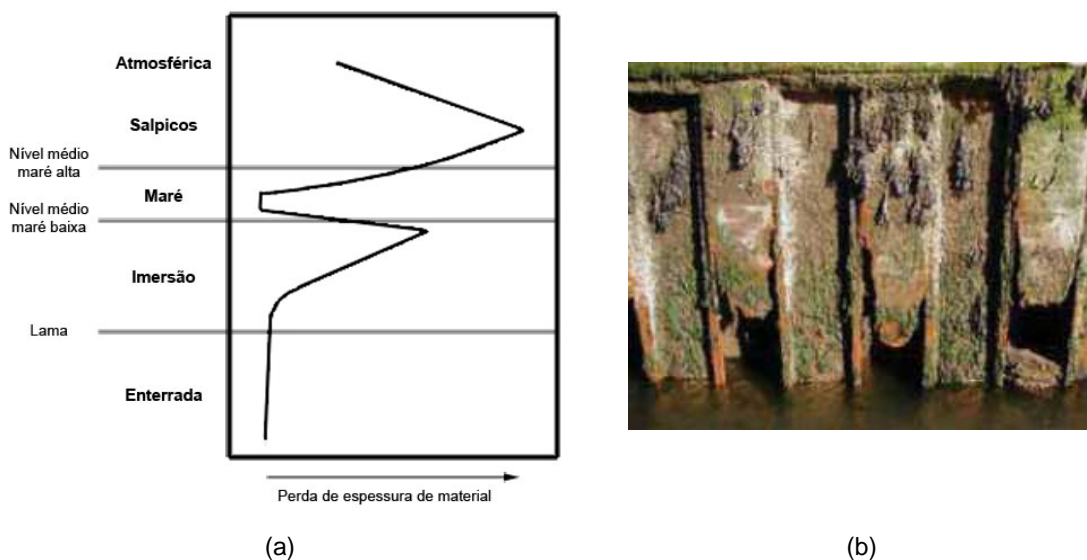 Atmosférica
Salpicos
Nível médio
maré alta
Maré
Nível médio
maré baixa
Imersão
Lama
Enterrada
Perda de espessura de material
(a)
(b)